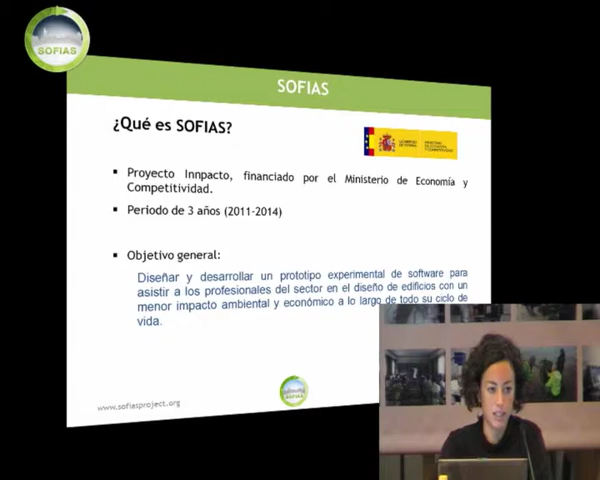 SOFIAS
SOFIAS
¿Qué es SOFIAS?
Proyecto Innpacto, financiado por el Ministerio de Economía y
Competitividad.
Periodo de 3 años (2011-2014)
Objetivo general:
Diseñar y desarrollar un prototipo experimental de software para
asistir a los profesionales del sector en el diseño de edificios con un
menor impacto ambiental y económico a lo largo de todo su ciclo de
vida.
www.sofiasproject.org
SOFIAS